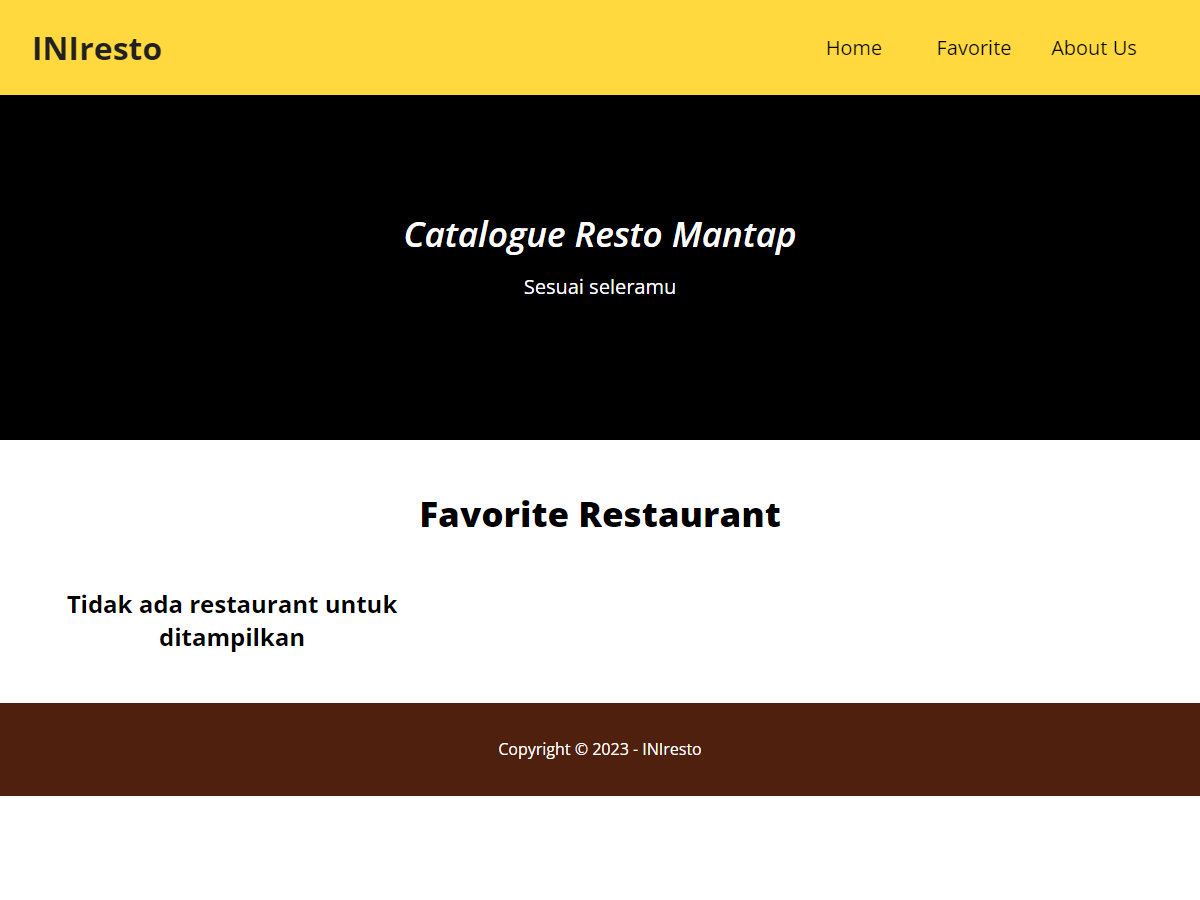 INIresto
Home
Favorite
About Us
Catalogue Resto Mantap
Sesuai seleramu
Favorite Restaurant
Tidak ada restaurant untuk
ditampilkan
Copyright © 2023 - INIresto